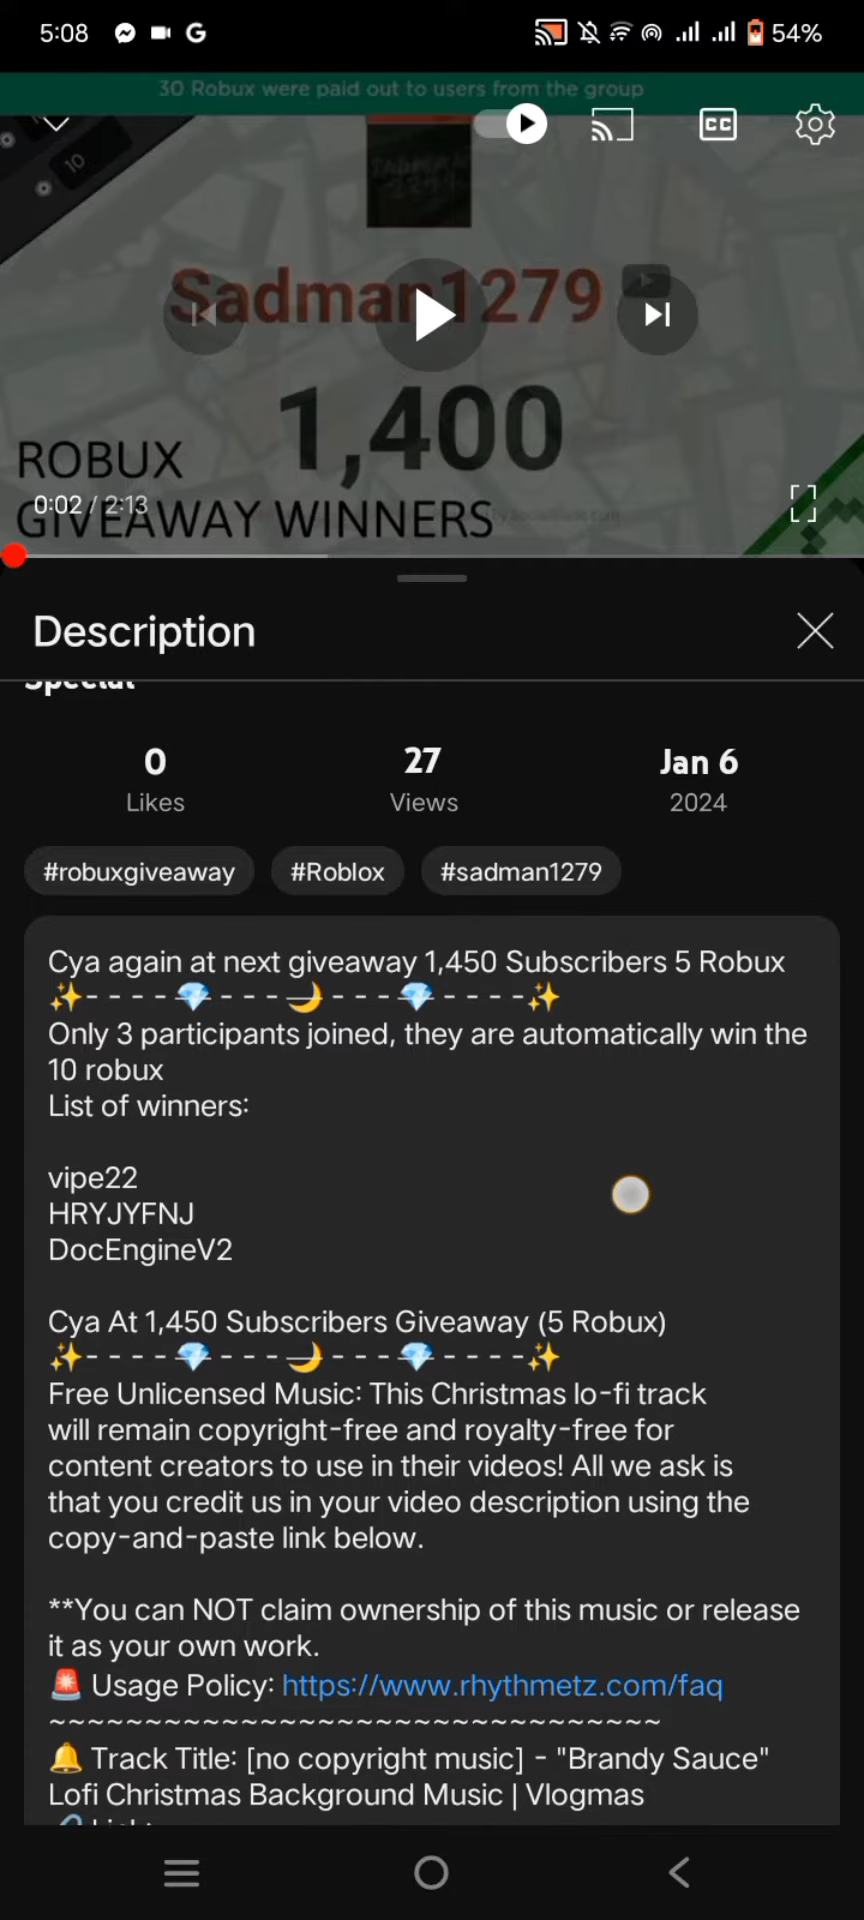 5:08
54%
30 Robux were paid out to users from the group
10
CC
Sadman1279
1,400
ROBUX
GIVEAWAY WINNERS
0:02 / 2:13
Description
Special
0
Likes
27
Views
Jan 6
2024
#robuxgiveaway
#Roblox
#sadman1279
Cya again at next giveaway 1,450 Subscribers 5 Robux
✨- - - - -💎- - - -🌙- - - -💎- - - - -✨
Only 3 participants joined, they are automatically win the
10 robux
List of winners:
vipe22
HRYJYFNJ
DocEngineV2
Cya At 1,450 Subscribers Giveaway (5 Robux)
✨- - - - -💎- - - -🌙- - - -💎- - - - -✨
Free Unlicensed Music: This Christmas lo-fi track
will remain copyright-free and royalty-free for
content creators to use in their videos! All we ask is
that you credit us in your video description using the
copy-and-paste link below.
**You can NOT claim ownership of this music or release
it as your own work.
🚨 Usage Policy: https://www.rhythmetz.com/faq
~~~~~~~~~~~~~~~~~~~~~~~~~~~~~~~~
🔔 Track Title: [no copyright music] - "Brandy Sauce"
Lofi Christmas Background Music | Vlogmas